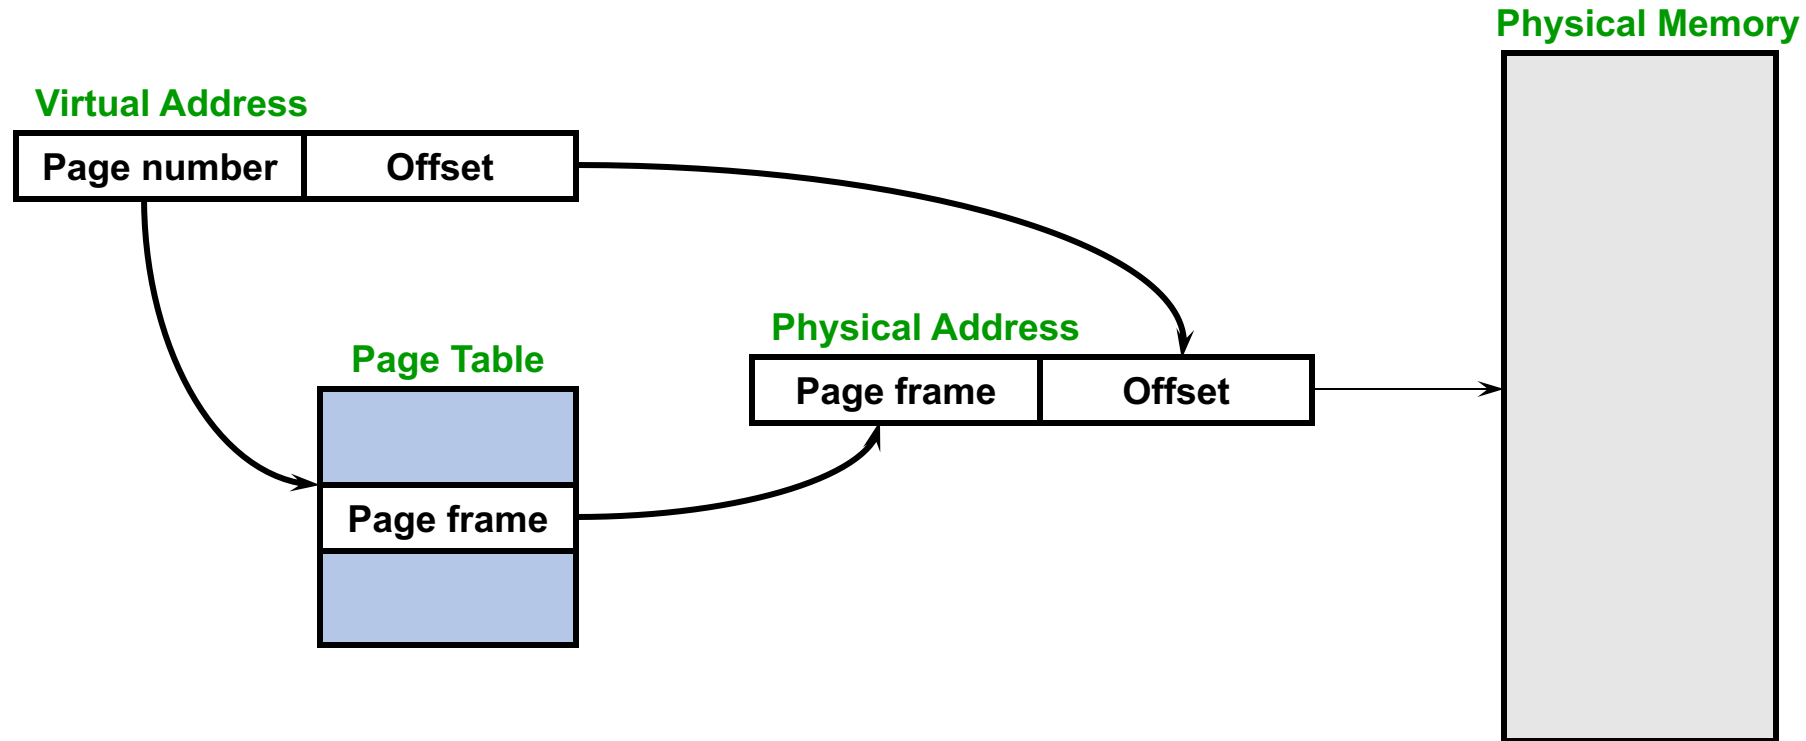 Physical Memory
Virtual Address
Page number Offset
Physical Address
Page Table
Page frame Offset
Page frame